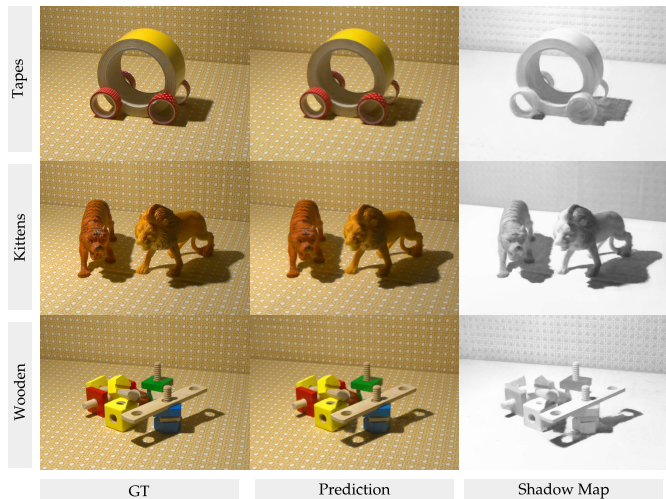 Tapes
Kittens
Wooden
GT
Prediction
Shadow Map